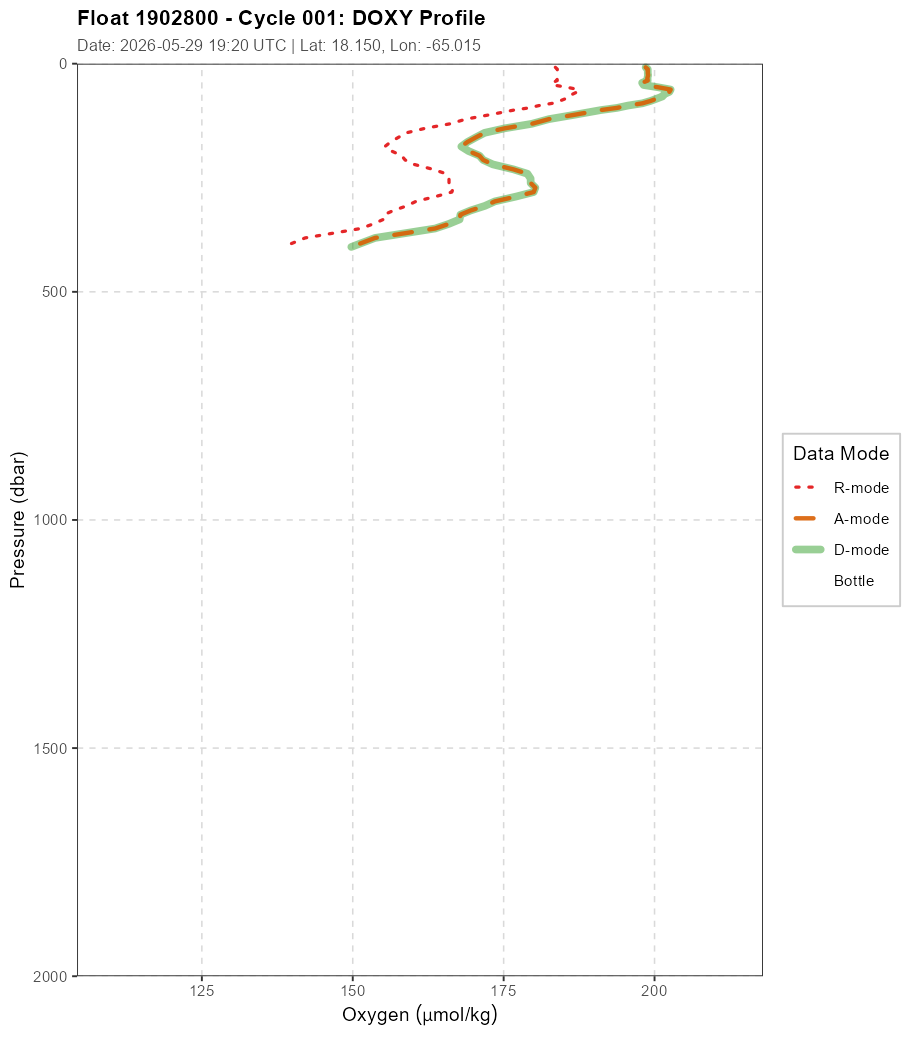 Float 1902800 - Cycle 001: DOXY Profile
Date: 2026-05-29 19:20 UTC | Lat: 18.150, Lon: -65.015
0
500
1000
1500
2000
Pressure (dbar)
125 150 175 200
Oxygen (μmol/kg)
Data Mode
R-mode
A-mode
D-mode
Bottle